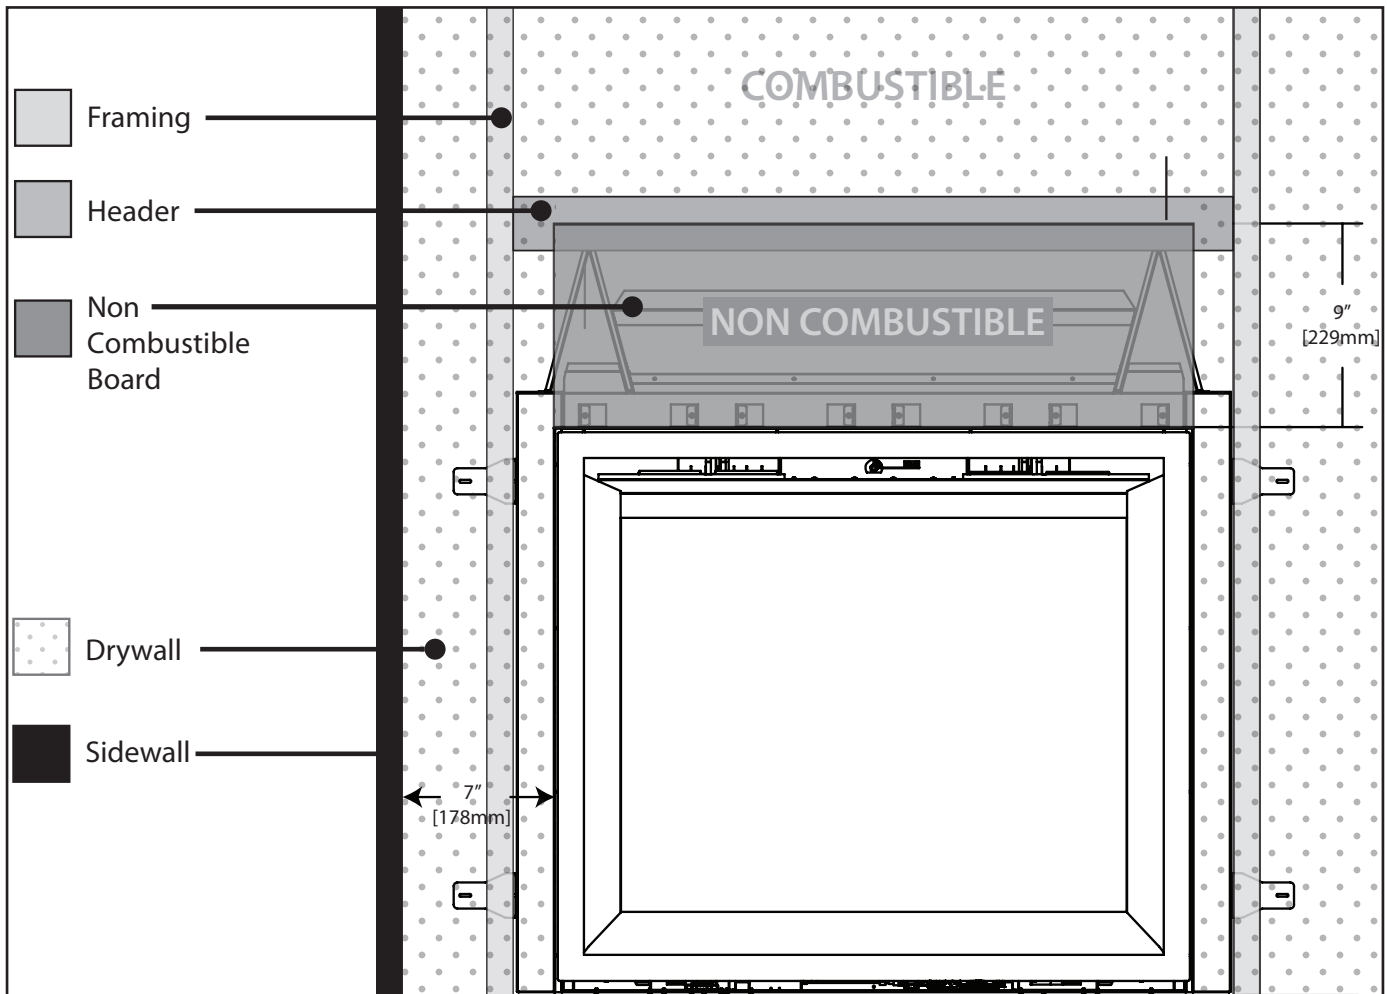 COMBUSTIBLE
Framing
Header
Non
Combustible
Board
NON COMBUSTIBLE
9″
[229mm]
Drywall
Sidewall
7″
[178mm]